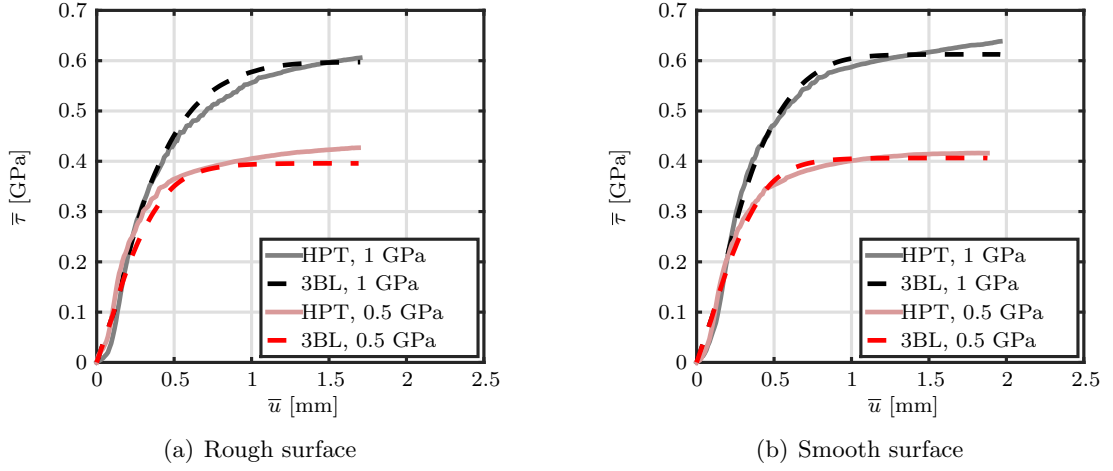 0.7
0.6
0.5
0.4
0.3
0.2
0.1
0
τ̅ [GPa]
HPT, 1 GPa
3BL, 1 GPa
HPT, 0.5 GPa
3BL, 0.5 GPa
0 0.5 1 1.5 2 2.5
u̅ [mm]
(a) Rough surface
0.7
0.6
0.5
0.4
0.3
0.2
0.1
0
τ̅ [GPa]
HPT, 1 GPa
3BL, 1 GPa
HPT, 0.5 GPa
3BL, 0.5 GPa
0 0.5 1 1.5 2 2.5
u̅ [mm]
(b) Smooth surface